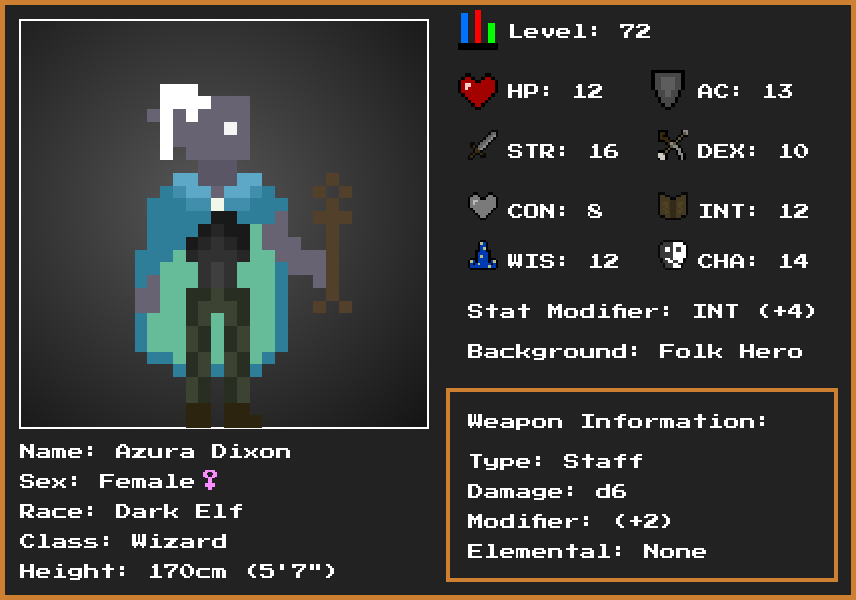 Level: 72
HP: 12
AC: 13
STR: 16
DEX: 10
CON: 8
INT: 12
WIS: 12
CHA: 14
Stat Modifier: INT (+4)
Background: Folk Hero
Weapon Information:
Type: Staff
Damage: d6
Modifier: (+2)
Elemental: None
Name: Azura Dixon
Sex: Female♀
Race: Dark Elf
Class: Wizard
Height: 170cm (5'7")